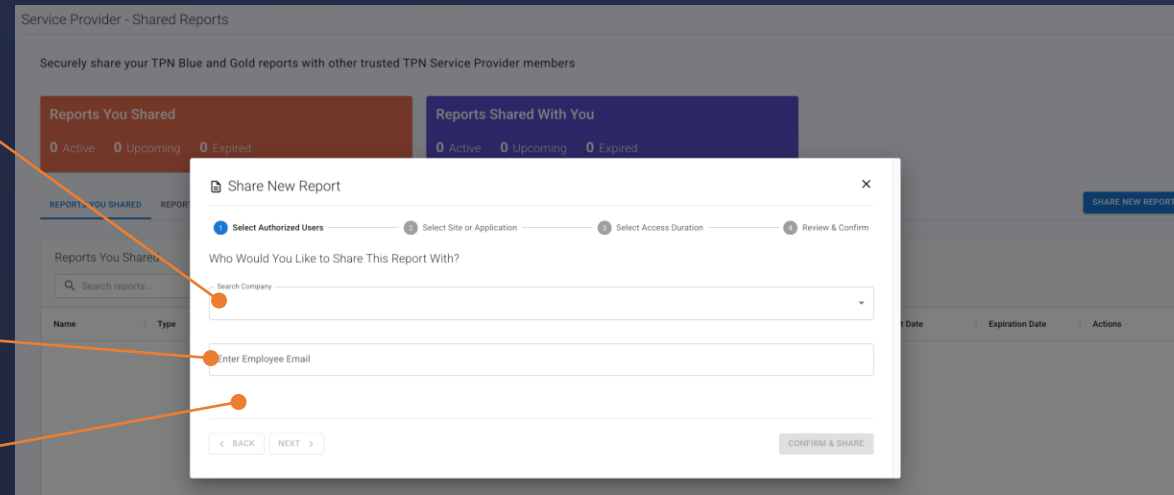 Service Provider - Shared Reports
Securely share your TPN Blue and Gold reports with other trusted TPN Service Provider members
Reports You Shared
0 Active 0 Upcoming 0 Expired
Reports Shared With You
0 Active 0 Upcoming 0 Expired
REPORTS YOU SHARED
SHARE NEW REPORT
Reports You Shared
Search reports...
Name Type Expiration Date Actions
Share New Report
1 Select Authorized Users 2 Select Site or Application 3 Select Access Duration 4 Review & Confirm
Who Would You Like to Share This Report With?
Search Company
Enter Employee Email
BACK NEXT CONFIRM & SHARE